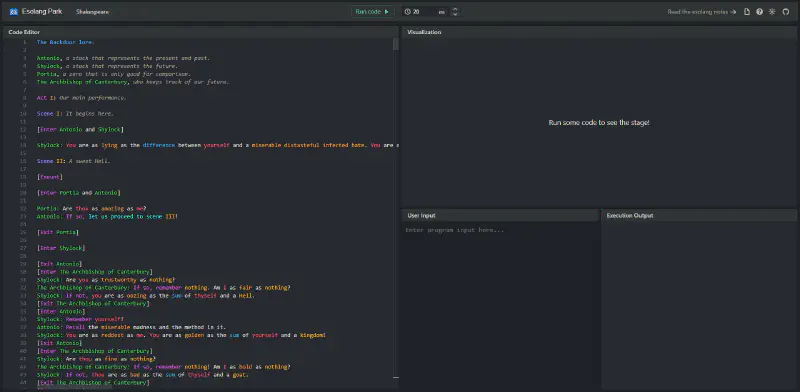 Esolang Park
Shakespeare
Run code
20
ms
Read the esolang notes
Code Editor
Visualization
1 The Backdoor lore.
2
3 Antonio, a stack that represents the present and past.
4 Shylock, a stack that represents the future.
5 Portia, a zero that is only good for comparison.
6 The Archbishop of Canterbury, who keeps track of our future.
7
8 Act I: Our main performance.
9
10 Scene I: It begins here.
11
12 [Enter Antonio and Shylock]
13
14 Shylock: You are as lying as the difference between yourself and a miserable distasteful infected hate. You are a
15
16 Scene II: A sweet Hell.
17
18 [Exeunt]
19
20 [Enter Portia and Antonio]
21
22 Portia: Are thou as amazing as me?
23 Antonio: If so, let us proceed to scene III!
24
25 [Exit Portia]
26
27 [Enter Shylock]
28
29 [Exit Antonio]
30 [Enter The Archbishop of Canterbury]
31 Shylock: Are you as trustworthy as nothing?
32 The Archbishop of Canterbury: If so, remember nothing. Am I as fair as nothing?
33 Shylock: If not, you are as oozing as the sum of thyself and a Hell.
34 [Exit The Archbishop of Canterbury]
35 [Enter Antonio]
36 Shylock: Remember yourself!
37 Antonio: Recall the miserable madness and the method in it.
38 Shylock: You are as reddest as me. You are as golden as the sum of yourself and a kingdom!
39 [Exit Antonio]
40 [Enter The Archbishop of Canterbury]
41 Shylock: Are thou as fine as nothing?
42 The Archbishop of Canterbury: If so, remember nothing! Am I as bold as nothing?
43 Shylock: If not, thou are as bad as the sum of thyself and a goat.
44 [Exit The Archbishop of Canterbury]
Run some code to see the stage!
User Input
Execution Output
Enter program input here...